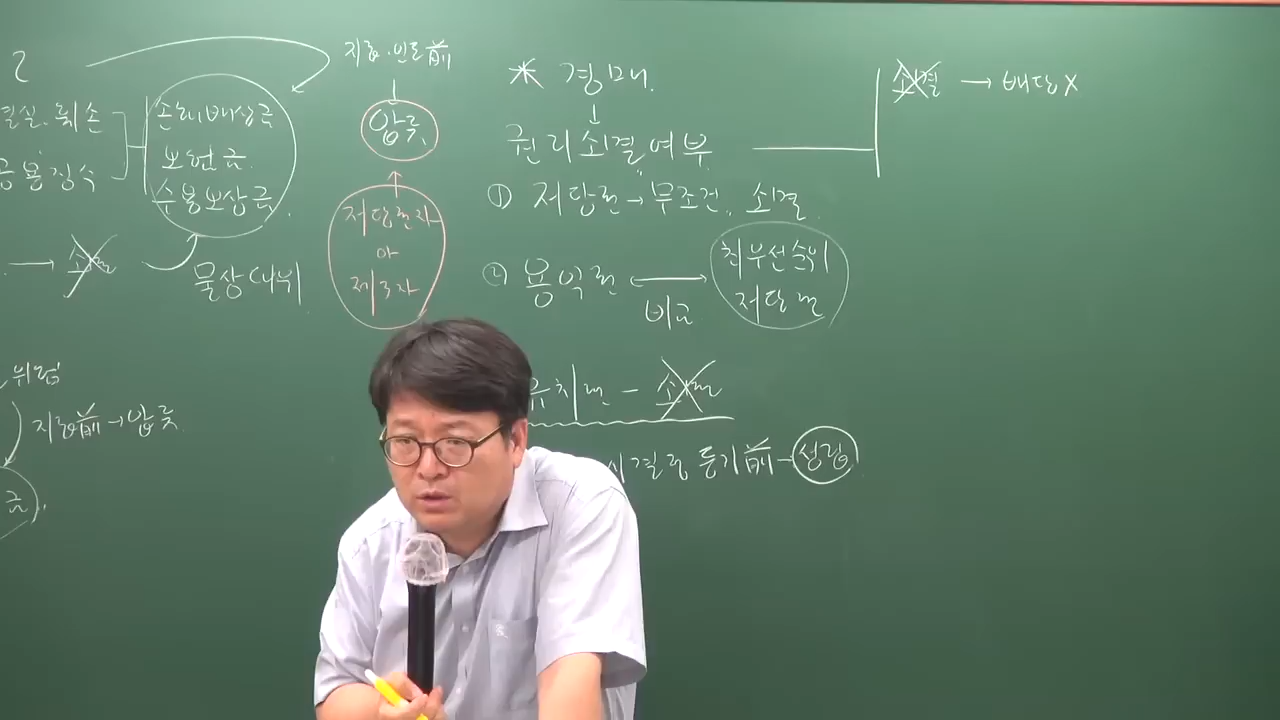 멸실·훼손
공용징수
손해배상금
보험금
수용보상금
물상대위
지급·인도前
압류
저당권자
or
제3자
위법
지급前→압류
금
* 경매
↓
권리소멸여부
① 저당권→무조건 소멸
② 용익권 ↔ 최우선순위
저당권
비교
유치권 - 소멸
등기前 - 성립
소멸 → 배당X